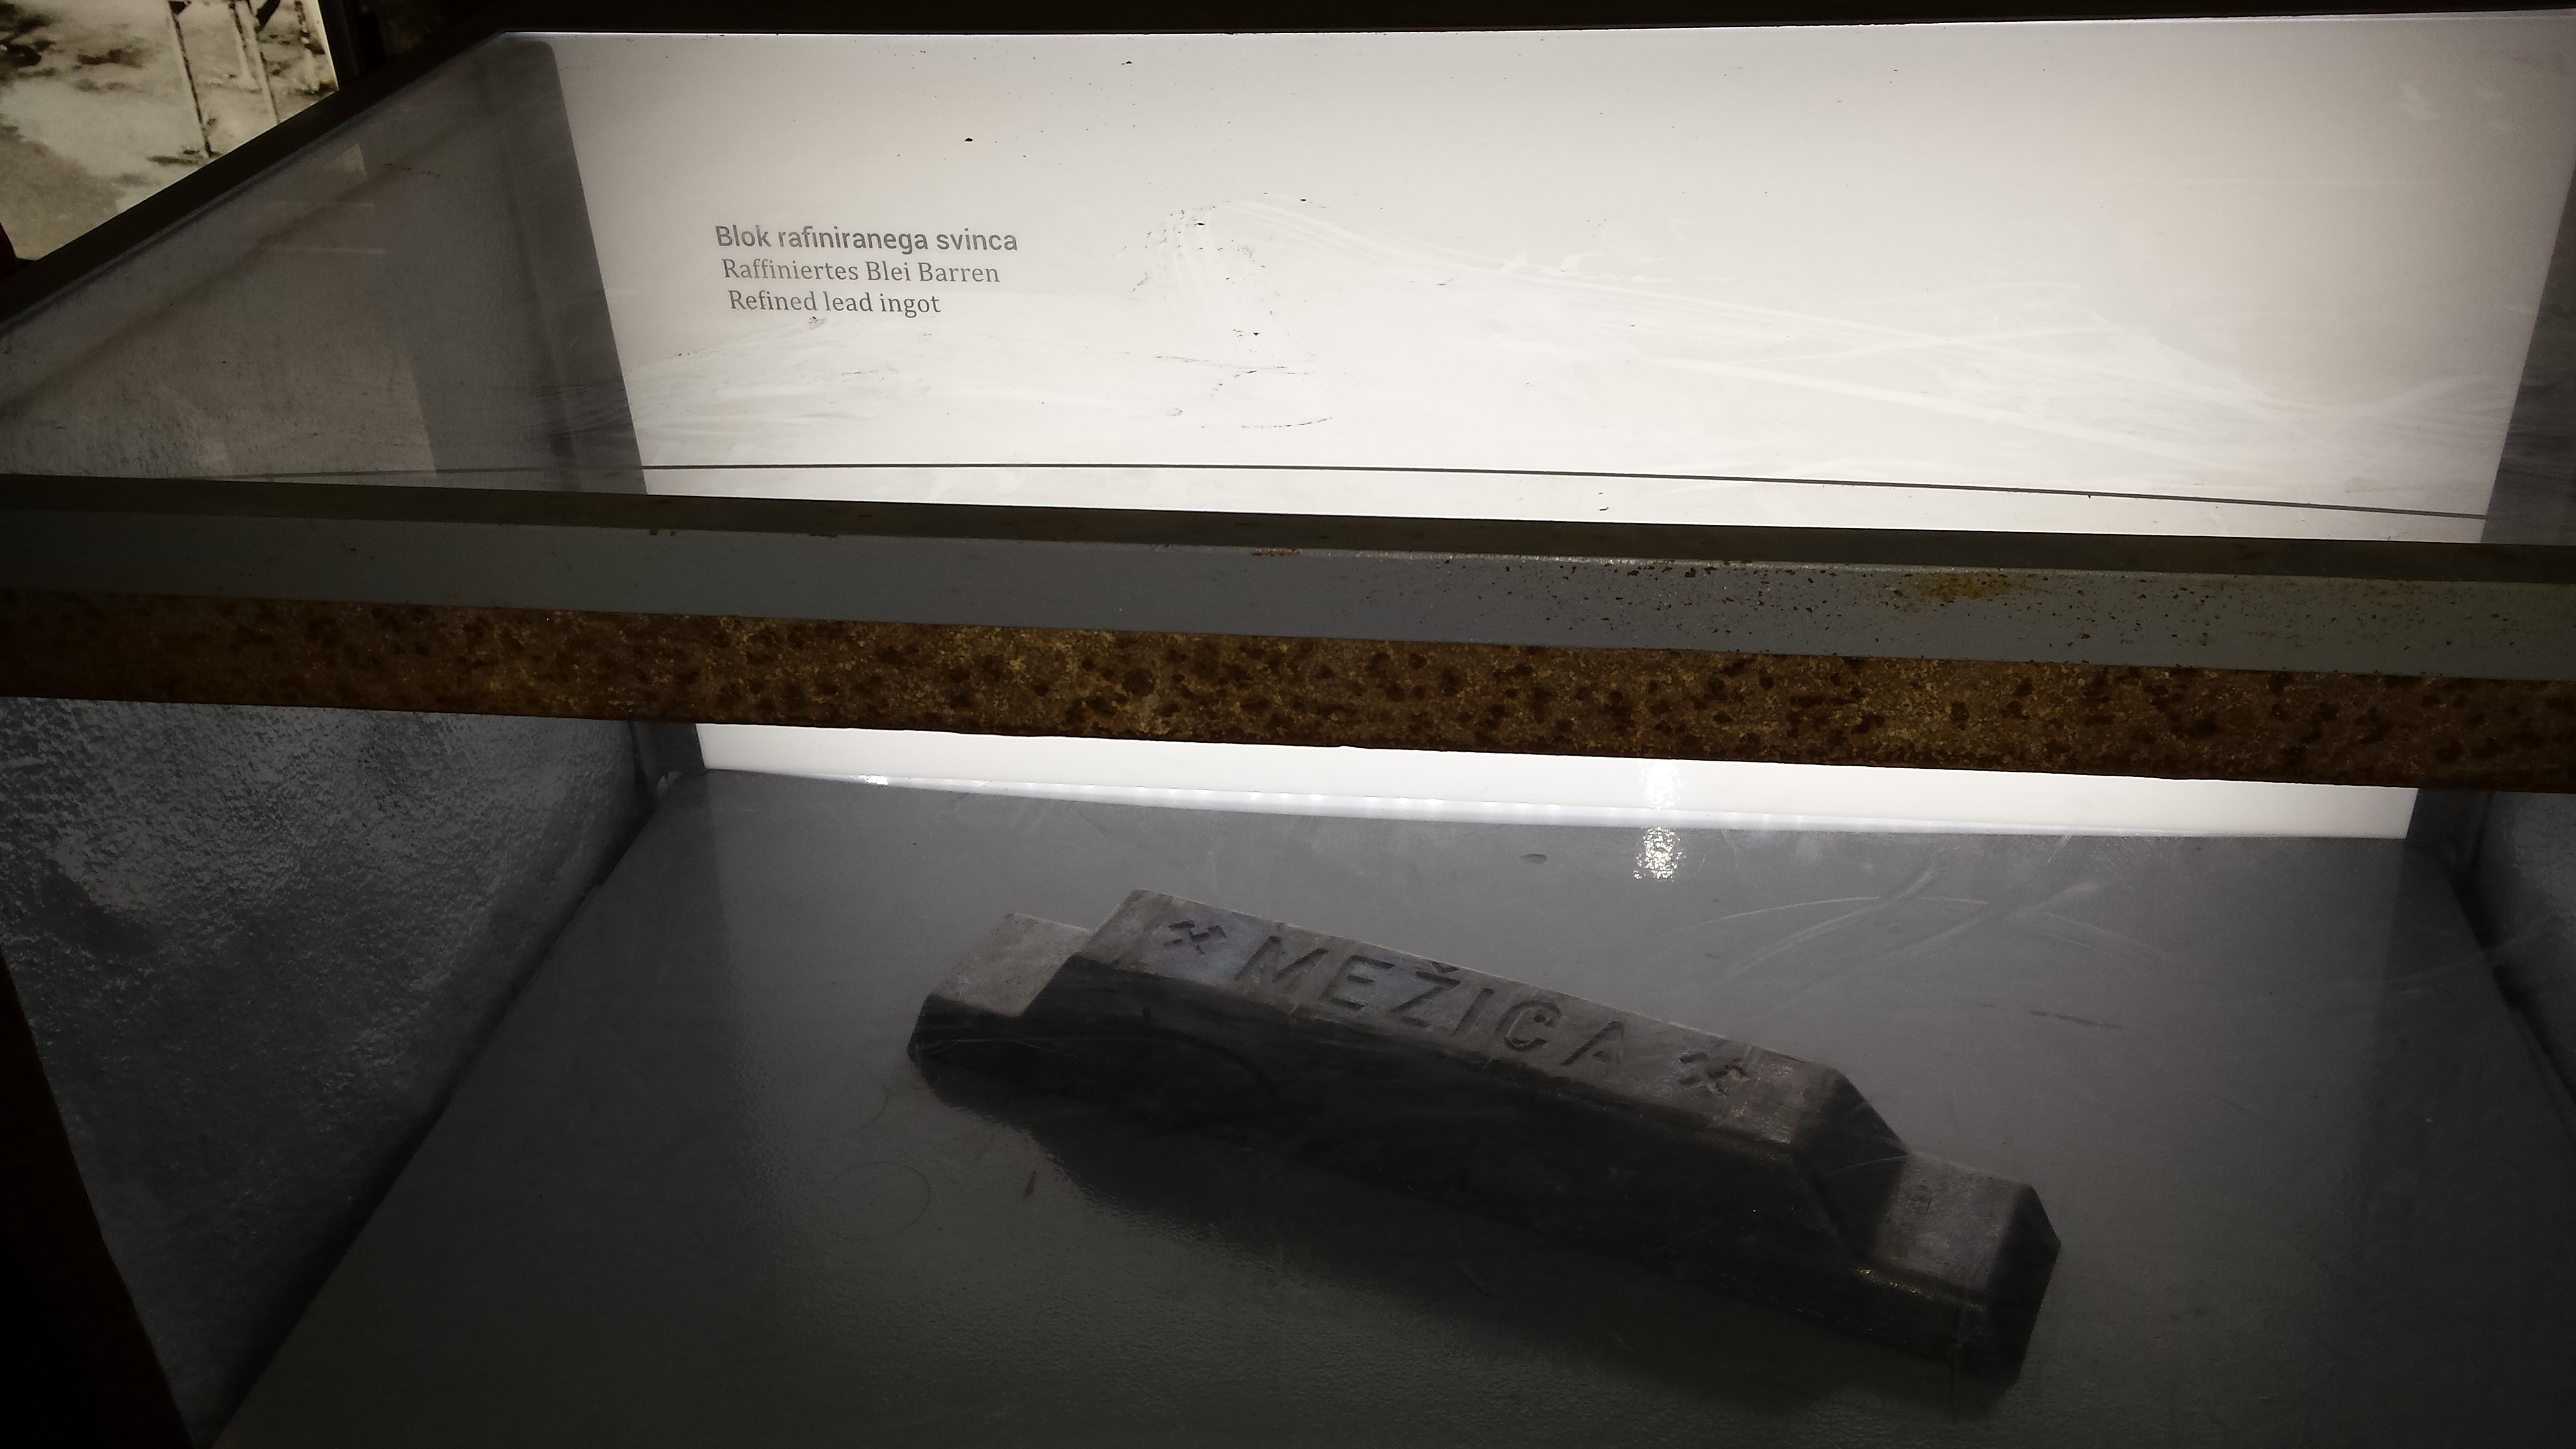 Blok rafiniranega svinca
Raffiniertes Blei Barren
Refined lead ingot
MEŽICA